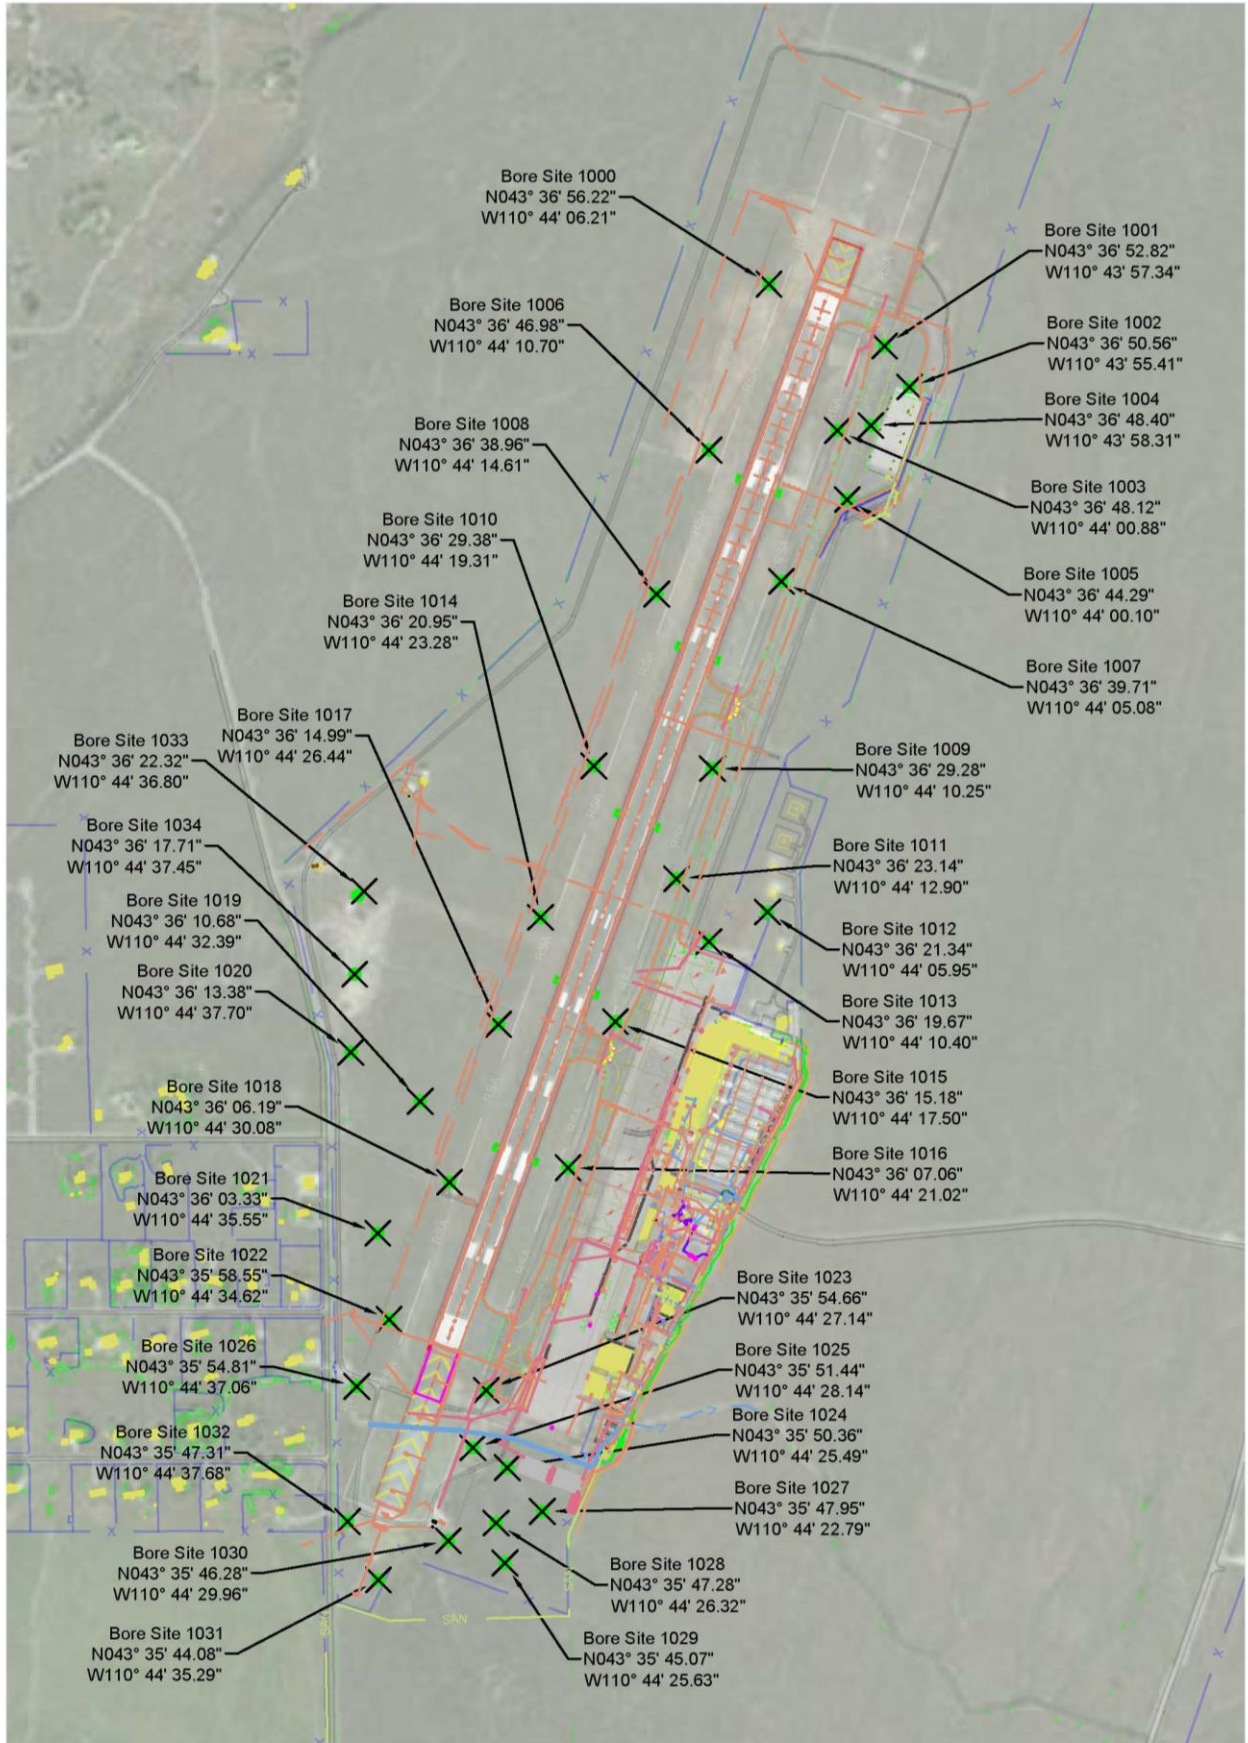 Bore Site 1000
N043° 36' 56.22"
W110° 44' 06.21"
Bore Site 1001
N043° 36' 52.82"
W110° 43' 57.34"
Bore Site 1006
N043° 36' 46.98"
W110° 44' 10.70"
Bore Site 1002
N043° 36' 50.56"
W110° 43' 55.41"
Bore Site 1004
N043° 36' 48.40"
W110° 43' 58.31"
Bore Site 1008
N043° 36' 38.96"
W110° 44' 14.61"
Bore Site 1003
N043° 36' 48.12"
W110° 44' 00.88"
Bore Site 1010
N043° 36' 29.38"
W110° 44' 19.31"
Bore Site 1005
N043° 36' 44.29"
W110° 44' 00.10"
Bore Site 1014
N043° 36' 20.95"
W110° 44' 23.28"
Bore Site 1007
N043° 36' 39.71"
W110° 44' 05.08"
Bore Site 1017
N043° 36' 14.99"
W110° 44' 26.44"
Bore Site 1033
N043° 36' 22.32"
W110° 44' 36.80"
Bore Site 1009
N043° 36' 29.28"
W110° 44' 10.25"
Bore Site 1034
N043° 36' 17.71"
W110° 44' 37.45"
Bore Site 1011
N043° 36' 23.14"
W110° 44' 12.90"
Bore Site 1019
N043° 36' 10.68"
W110° 44' 32.39"
Bore Site 1012
N043° 36' 21.34"
W110° 44' 05.95"
Bore Site 1020
N043° 36' 13.38"
W110° 44' 37.70"
Bore Site 1013
N043° 36' 19.67"
W110° 44' 10.40"
Bore Site 1018
N043° 36' 06.19"
W110° 44' 30.08"
Bore Site 1015
N043° 36' 15.18"
W110° 44' 17.50"
Bore Site 1016
N043° 36' 07.06"
W110° 44' 21.02"
Bore Site 1021
N043° 36' 03.33"
W110° 44' 35.55"
Bore Site 1022
N043° 35' 58.55"
W110° 44' 34.62"
Bore Site 1023
N043° 35' 54.66"
W110° 44' 27.14"
Bore Site 1026
N043° 35' 54.81"
W110° 44' 37.06"
Bore Site 1025
N043° 35' 51.44"
W110° 44' 28.14"
Bore Site 1024
N043° 35' 50.36"
W110° 44' 25.49"
Bore Site 1032
N043° 35' 47.31"
W110° 44' 37.68"
Bore Site 1027
N043° 35' 47.95"
W110° 44' 22.79"
Bore Site 1030
N043° 35' 46.28"
W110° 44' 29.96"
Bore Site 1028
N043° 35' 47.28"
W110° 44' 26.32"
Bore Site 1031
N043° 35' 44.08"
W110° 44' 35.29"
Bore Site 1029
N043° 35' 45.07"
W110° 44' 25.63"
SAN
SAN
RSA
RSA
RSA
RSA